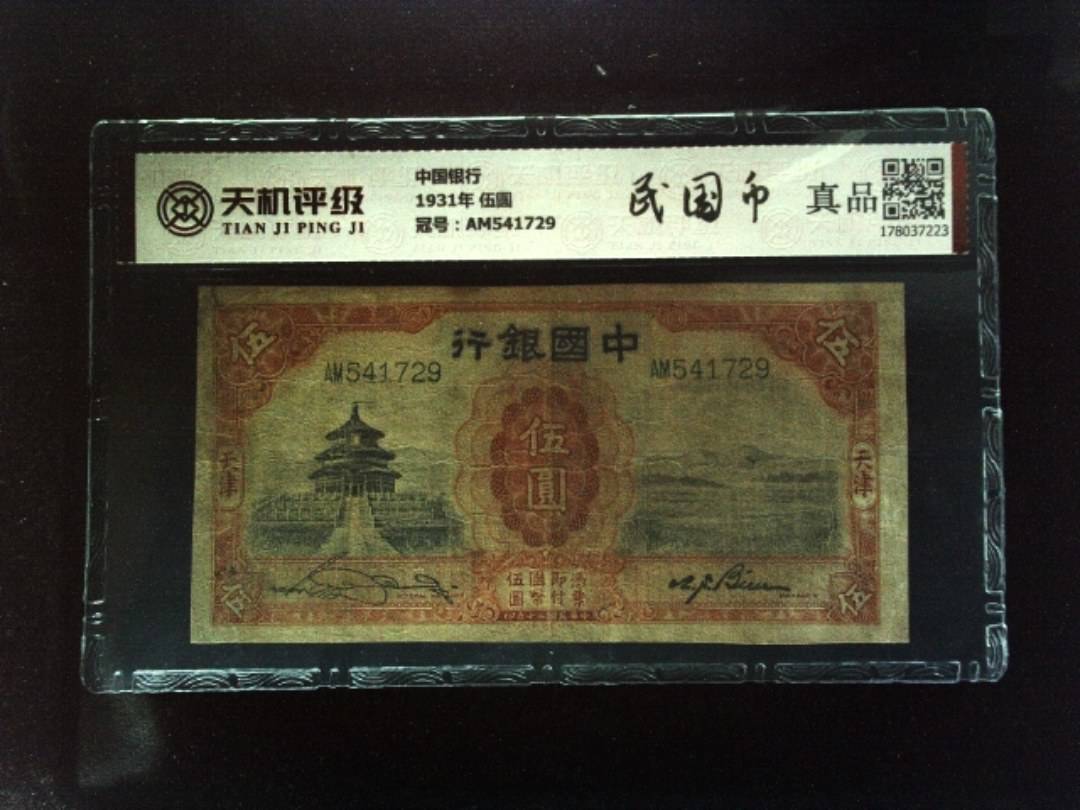 天机评级
TIAN JI PING JI
中国银行
1931年 伍圓
冠号：AM541729
民国币
真品
178037223
伍
伍
行銀國中
AM541729
AM541729
伍圓
天津
天津
伍
伍